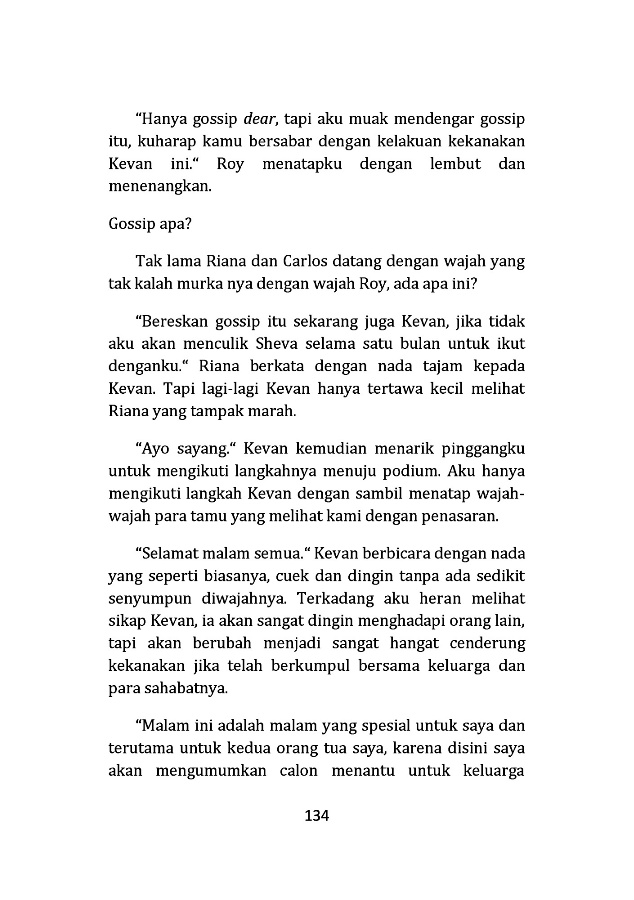 “Hanya gossip dear, tapi aku muak mendengar gossip
itu, kuharap kamu bersabar dengan kelakuan kekanakan
Kevan ini.“ Roy menatapku dengan lembut dan
menenangkan.
Gossip apa?
Tak lama Riana dan Carlos datang dengan wajah yang
tak kalah murka nya dengan wajah Roy, ada apa ini?
“Bereskan gossip itu sekarang juga Kevan, jika tidak
aku akan menculik Sheva selama satu bulan untuk ikut
denganku.“ Riana berkata dengan nada tajam kepada
Kevan. Tapi lagi-lagi Kevan hanya tertawa kecil melihat
Riana yang tampak marah.
“Ayo sayang.“ Kevan kemudian menarik pinggangku
untuk mengikuti langkahnya menuju podium. Aku hanya
mengikuti langkah Kevan dengan sambil menatap wajah-
wajah para tamu yang melihat kami dengan penasaran.
“Selamat malam semua.“ Kevan berbicara dengan nada
yang seperti biasanya, cuek dan dingin tanpa ada sedikit
senyumpun diwajahnya. Terkadang aku heran melihat
sikap Kevan, ia akan sangat dingin menghadapi orang lain,
tapi akan berubah menjadi sangat hangat cenderung
kekanakan jika telah berkumpul bersama keluarga dan
para sahabatnya.
“Malam ini adalah malam yang spesial untuk saya dan
terutama untuk kedua orang tua saya, karena disini saya
akan mengumumkan calon menantu untuk keluarga
134